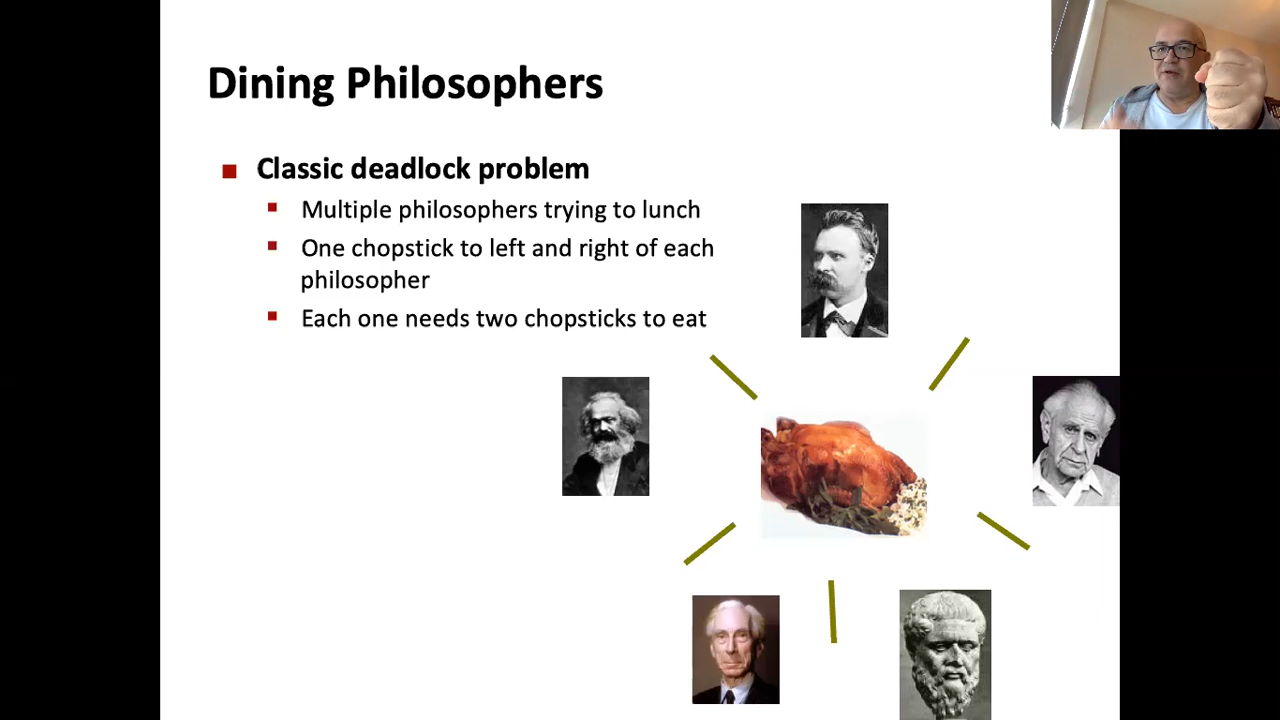 Dining Philosophers
Classic deadlock problem
Multiple philosophers trying to lunch
One chopstick to left and right of each
philosopher
Each one needs two chopsticks to eat